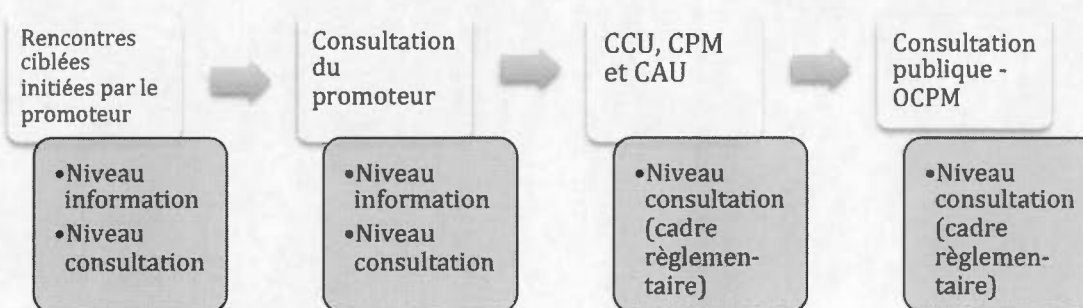 Rencontres
ciblées
initiées par le
promoteur
•Niveau
information
•Niveau
consultation
Consultation
du
promoteur
•Niveau
information
•Niveau
consultation
CCU, CPM
et CAU
•Niveau
consultation
(cadre
règlemen-
taire)
Consultation
publique -
OCPM
•Niveau
consultation
(cadre
règlemen-
taire)